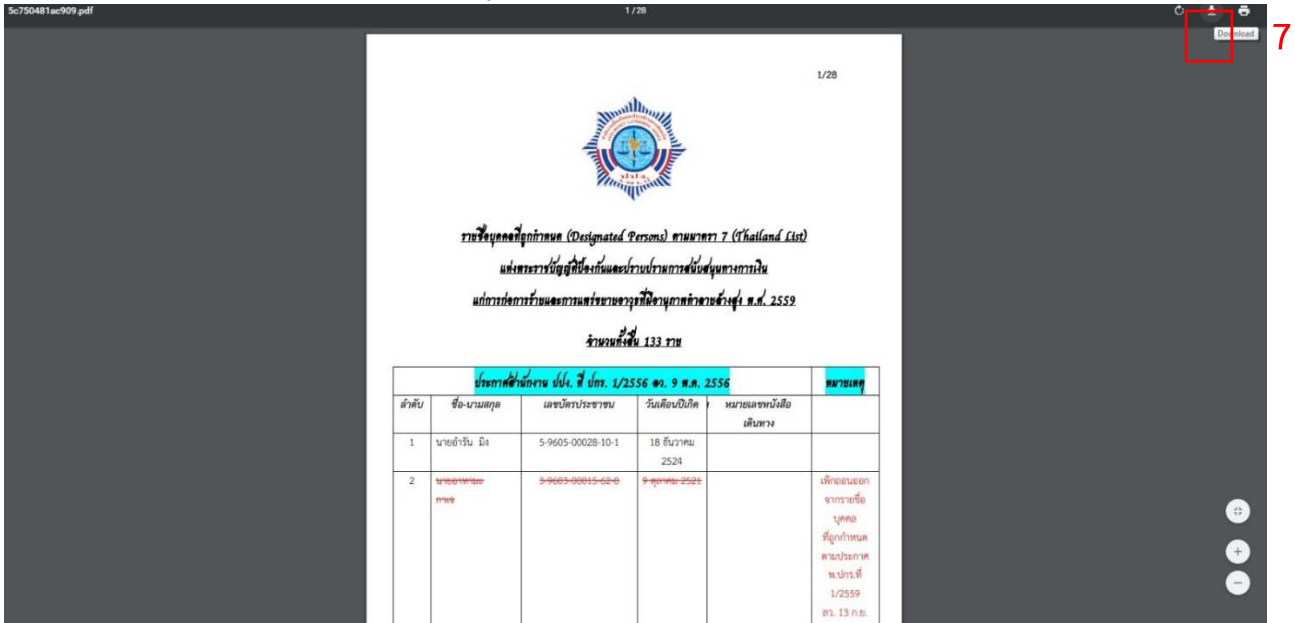 5c750481ac909.pdf
1 / 28
Download
7
1/28
รายชื่อบุคคลที่ถูกกำหนด (Designated Persons) ตามมาตรา 7 (Thailand List)
แห่งพระราชบัญญัติป้องกันและปราบปรามการสนับสนุนทางการเงิน
แก่การก่อการร้ายและการแพร่ขยายอาวุธที่มีอานุภาพทำลายล้างสูง พ.ศ. 2559
จำนวนทั้งสิ้น 133 ราย
ประกาศสำนักงาน ปปง. ที่ ปกร. 1/2556 ลว. 9 พ.ค. 2556 หมายเหตุ
ลำดับ ชื่อ-นามสกุล เลขบัตรประชาชน วันเดือนปีเกิด หมายเลขหนังสือ
เดินทาง
1 นายอำรัน มิง 5-9605-00028-10-1 18 ธันวาคม
2524
2 3-9603-00015-62-0 9 ตุลาคม 2521 เพิกถอนออก
จากรายชื่อ
บุคคล
ที่ถูกกำหนด
ตามประกาศ
พ.ปกร.ที่
1/2559
ลว. 13 ก.ย.